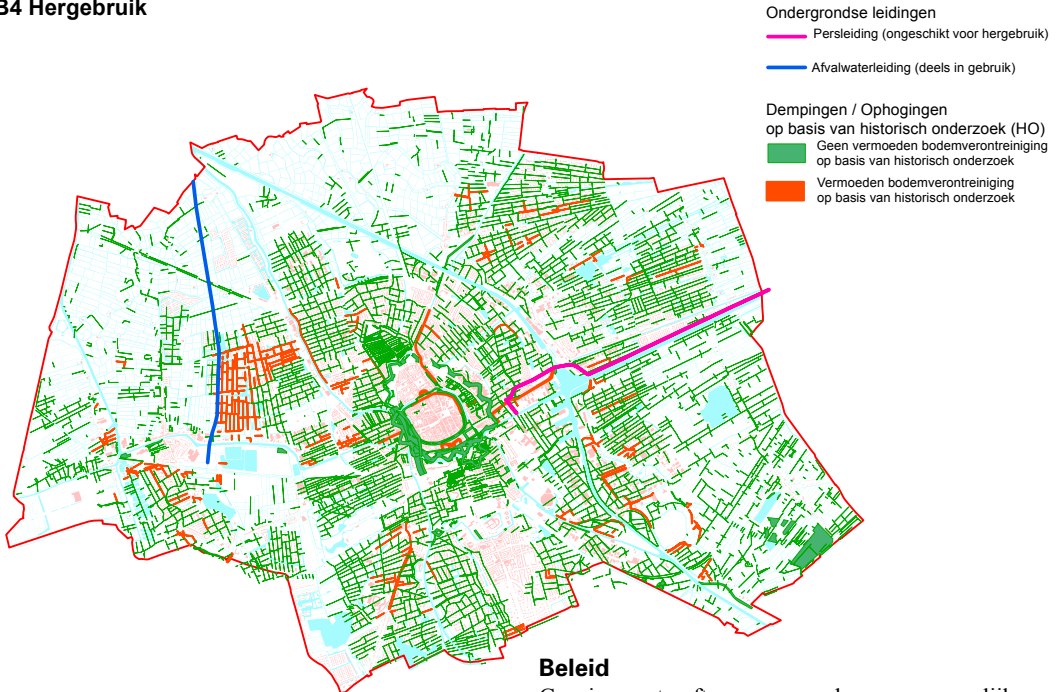 B4 Hergebruik
Ondergrondse leidingen
Persleiding (ongeschikt voor hergebruik)
Afvalwaterleiding (deels in gebruik)
Dempingen / Ophogingen
op basis van historisch onderzoek (HO)
Geen vermoeden bodemverontreiniging
op basis van historisch onderzoek
Vermoeden bodemverontreiniging
op basis van historisch onderzoek
Beleid